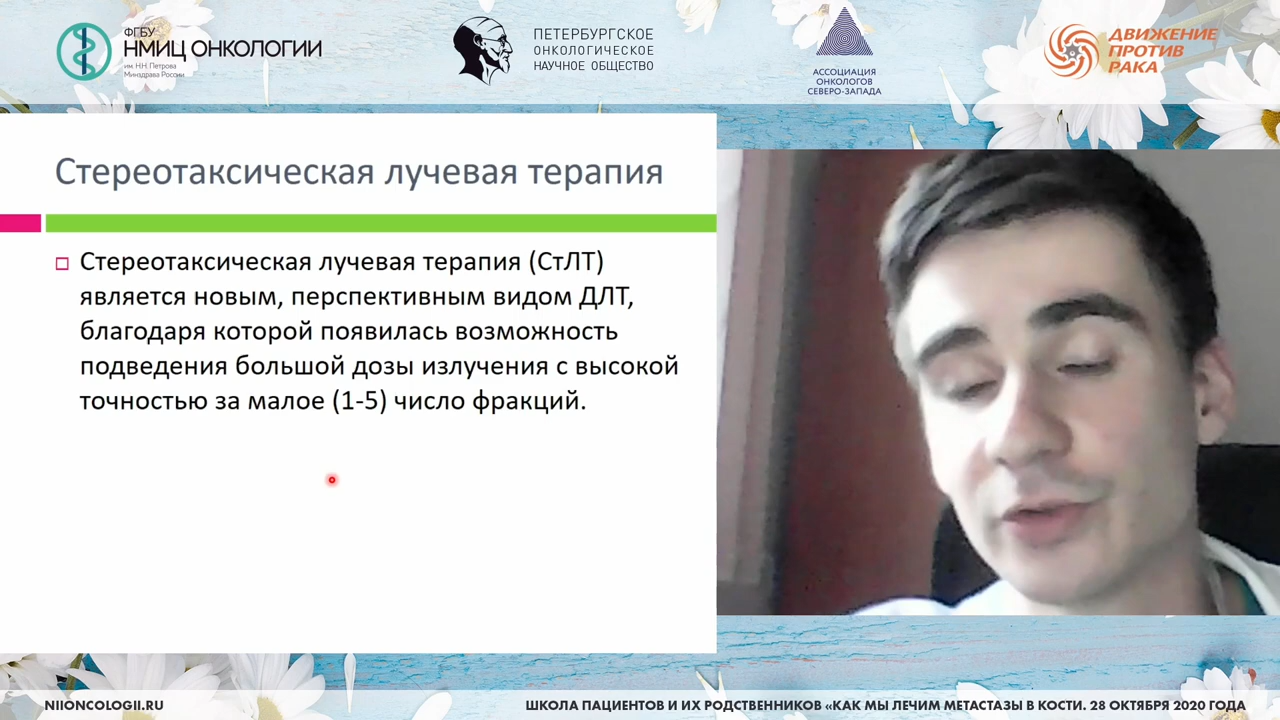 ФГБУ
НМИЦ ОНКОЛОГИИ
им. Н.Н. Петрова
Минздрава России
ПЕТЕРБУРГСКОЕ
ОНКОЛОГИЧЕСКОЕ
НАУЧНОЕ ОБЩЕСТВО
АССОЦИАЦИЯ
ОНКОЛОГОВ
СЕВЕРО-ЗАПАДА
ДВИЖЕНИЕ
ПРОТИВ
РАКА
Стереотаксическая лучевая терапия
Стереотаксическая лучевая терапия (СтЛТ)
является новым, перспективным видом ДЛТ,
благодаря которой появилась возможность
подведения большой дозы излучения с высокой
точностью за малое (1-5) число фракций.
NIIONCOLOGII.RU
ШКОЛА ПАЦИЕНТОВ И ИХ РОДСТВЕННИКОВ «КАК МЫ ЛЕЧИМ МЕТАСТАЗЫ В КОСТИ. 28 ОКТЯБРЯ 2020 ГОДА